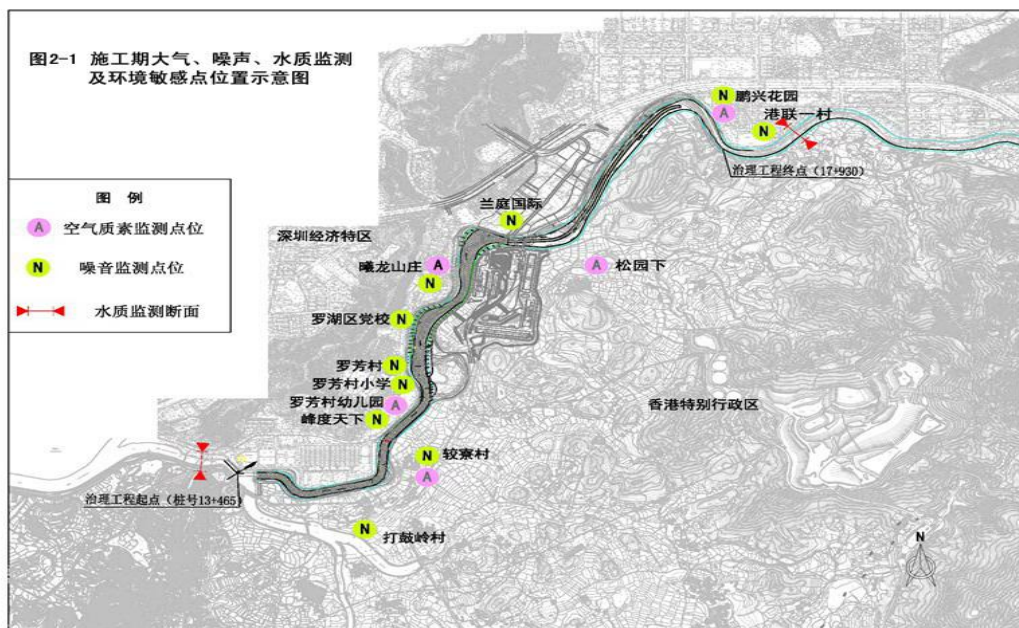 图2-1 施工期大气、噪声、水质监测
及环境敏感点位置示意图
N 鹏兴花园
A
港联一村
N
治理工程终点（17+930）
图 例
A 空气质素监测点位
N 噪音监测点位
水质监测断面
兰庭国际
N
深圳经济特区
曦龙山庄 A
N
A 松园下
罗湖区党校 N
罗芳村 N
罗芳村小学 N
罗芳村幼儿园 A
峰度天下 N
香港特别行政区
N 较寮村
A
治理工程起点（桩号13+465）
N 打鼓岭村
N